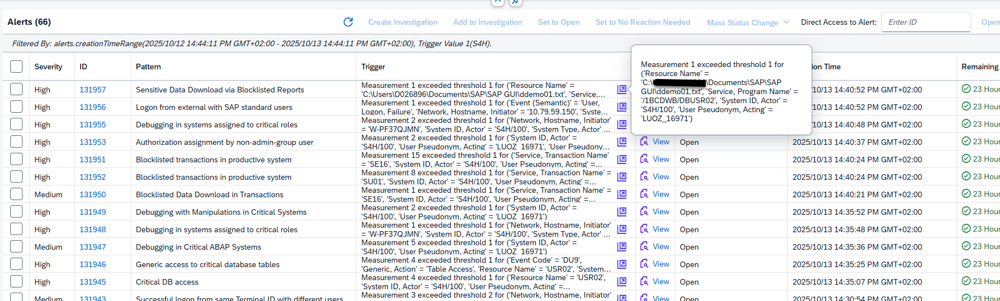 Alerts (66)
Create Investigation
Add to Investigation
Set to Open
Set to No Reaction Needed
Mass Status Change
Direct Access to Alert:
Enter ID
Open
Filtered By: alerts.creationTimeRange(2025/10/12 14:44:11 PM GMT+02:00 - 2025/10/13 14:44:11 PM GMT+02:00), Trigger Value 1(S4H).
Severity ID Pattern Trigger ion Time Remaining
Measurement 1 exceeded threshold 1 for
('Resource Name' =
'C:\ \Documents\SAP\SAP
GUI\ddemo01.txt', 'Service, Program Name' =
'/1BCDWB/DBUSR02', 'System ID, Actor' =
'S4H/100', 'User Pseudonym, Acting' =
'LUOZ_16971')
High 131957 Sensitive Data Download via Blocklisted Reports
Measurement 1 exceeded threshold 1 for ('Resource Name' =
'C:\Users\D026896\Documents\SAP\SAP GUI\ddemo01.txt', 'Service,...
/10/13 14:40:52 PM GMT+02:00 23 Hour
High 131956 Logon from external with SAP standard users
Measurement 1 exceeded threshold 1 for ('Event (Semantic)' = 'User,
Logon, Failure', 'Network, Hostname, Initiator' = '10.79.59.150', 'Syste...
/10/13 14:40:52 PM GMT+02:00 23 Hour
High 131955 Debugging in systems assigned to critical roles
Measurement 2 exceeded threshold 1 for ('Network, Hostname, Initiator'
= 'W-PF37QJMN', 'System ID, Actor' = 'S4H/100', 'System Type, Actor' ...
/10/13 14:40:48 PM GMT+02:00 23 Hour
High 131953 Authorization assignment by non-admin-group user
Measurement 2 exceeded threshold 1 for ('System ID, Actor' =
'S4H/100', 'User Pseudonym, Acting' = 'LUOZ_16971', 'User Pseudony...
View Open 2025/10/13 14:40:37 PM GMT+02:00 23 Hour
High 131951 Blocklisted transactions in productive system
Measurement 15 exceeded threshold 1 for ('Service, Transaction Name'
= 'SE16', 'System ID, Actor' = 'S4H/100', 'User Pseudonym, Acting' =...
View Open 2025/10/13 14:40:24 PM GMT+02:00 23 Hour
High 131952 Blocklisted transactions in productive system
Measurement 8 exceeded threshold 1 for ('Service, Transaction Name' =
'SU01', 'System ID, Actor' = 'S4H/100', 'User Pseudonym, Acting' =...
View Open 2025/10/13 14:40:24 PM GMT+02:00 23 Hour
Medium 131950 Blocklisted Data Download in Transactions
Measurement 1 exceeded threshold 1 for ('Service, Transaction Name' =
'SE16', 'System ID, Actor' = 'S4H/100', 'User Pseudonym, Acting' =...
View Open 2025/10/13 14:40:21 PM GMT+02:00 23 Hour
High 131949 Debugging with Manipulations in Critical Systems
Measurement 2 exceeded threshold 1 for ('System ID, Actor' =
'S4H/100', 'User Pseudonym, Acting' = 'LUOZ_16971')
View Open 2025/10/13 14:35:52 PM GMT+02:00 23 Hour
High 131948 Debugging in systems assigned to critical roles
Measurement 1 exceeded threshold 1 for ('Network, Hostname, Initiator'
= 'W-PF37QJMN', 'System ID, Actor' = 'S4H/100', 'System Type, Actor' ...
View Open 2025/10/13 14:35:48 PM GMT+02:00 23 Hour
Medium 131947 Debugging in Critical ABAP Systems
Measurement 5 exceeded threshold 1 for ('System ID, Actor' =
'S4H/100', 'User Pseudonym, Acting' = 'LUOZ_16971')
View Open 2025/10/13 14:35:36 PM GMT+02:00 23 Hour
High 131946 Generic access to critical database tables
Measurement 4 exceeded threshold 1 for ('Event Code' = 'DU9',
'Generic, Action' = 'Table Access', 'Resource Name' = 'USR02', 'System...
View Open 2025/10/13 14:35:25 PM GMT+02:00 23 Hour
High 131945 Critical DB access
Measurement 4 exceeded threshold 1 for ('Resource Name' = 'USR02',
'System ID, Actor' = 'S4H/100', 'User Pseudonym, Acting' =...
View Open 2025/10/13 14:35:07 PM GMT+02:00 23 Hour
Medium 131943 Successful logon from same Terminal ID with different users
Measurement 3 exceeded threshold 2 for ('Network, Hostname, Initiator'
View Open 2025/10/13 14:30:54 PM GMT+02:00 23 Hour